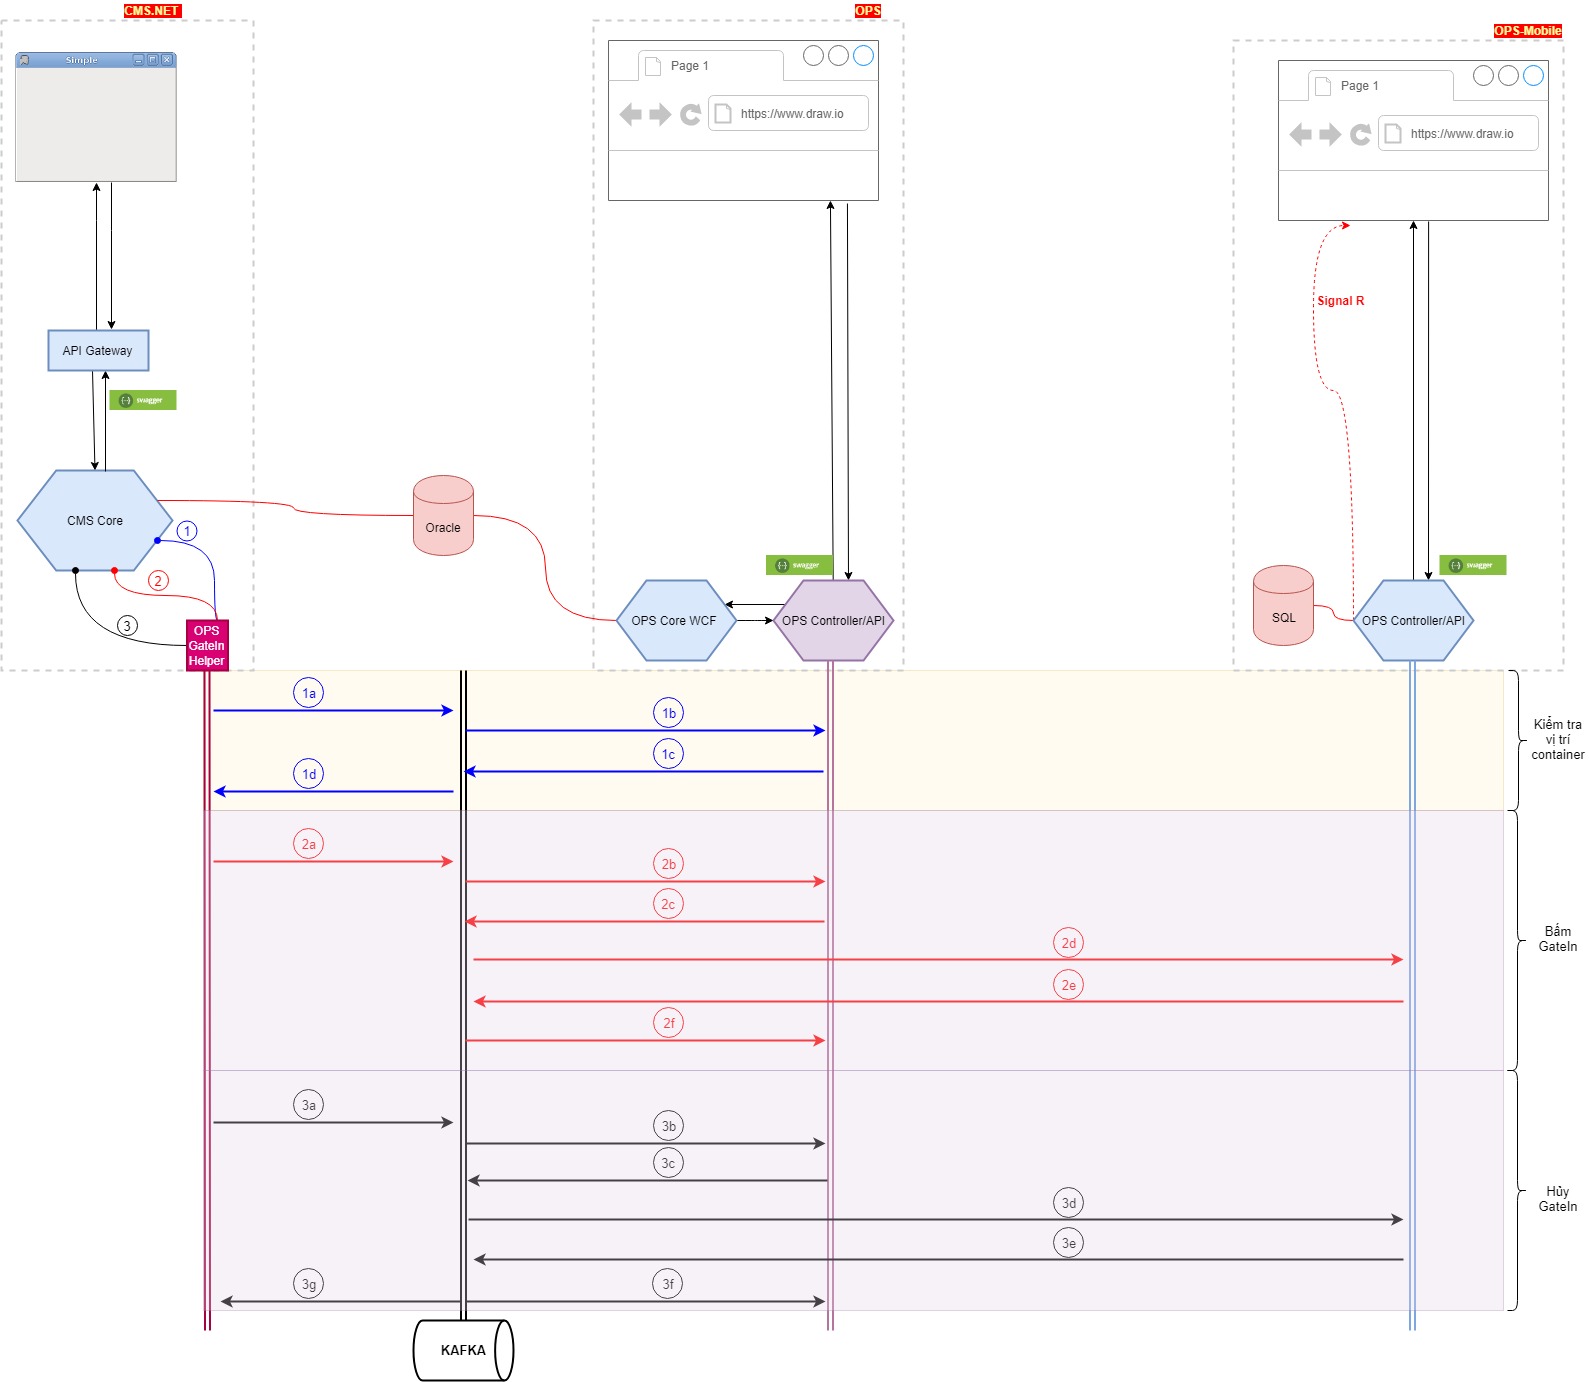 CMS.NET
OPS
OPS-Mobile
Simple
Page 1
https://www.draw.io
Page 1
https://www.draw.io
Signal R
API Gateway
{··} swagger
CMS Core
1
2
3
OPS
GateIn
Helper
Oracle
{··} swagger
OPS Core WCF
OPS Controller/API
{··} swagger
SQL
OPS Controller/API
1a
1b
1c
1d
Kiểm tra
vị trí
container
2a
2b
2c
2d
2e
2f
Bấm
GateIn
3a
3b
3c
3d
3e
3g
3f
Hủy
GateIn
KAFKA